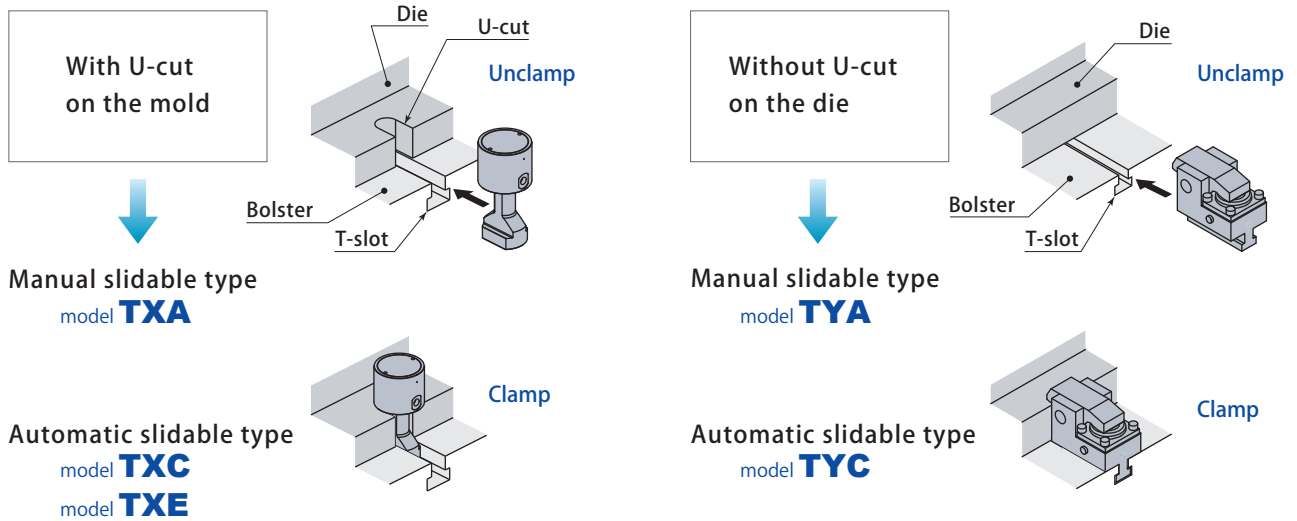 With U-cut
on the mold
Die
U-cut
Unclamp
Bolster
T-slot
Manual slidable type
model TXA
Clamp
Automatic slidable type
model TXC
model TXE
Without U-cut
on the die
Die
Unclamp
Bolster
T-slot
Manual slidable type
model TYA
Clamp
Automatic slidable type
model TYC